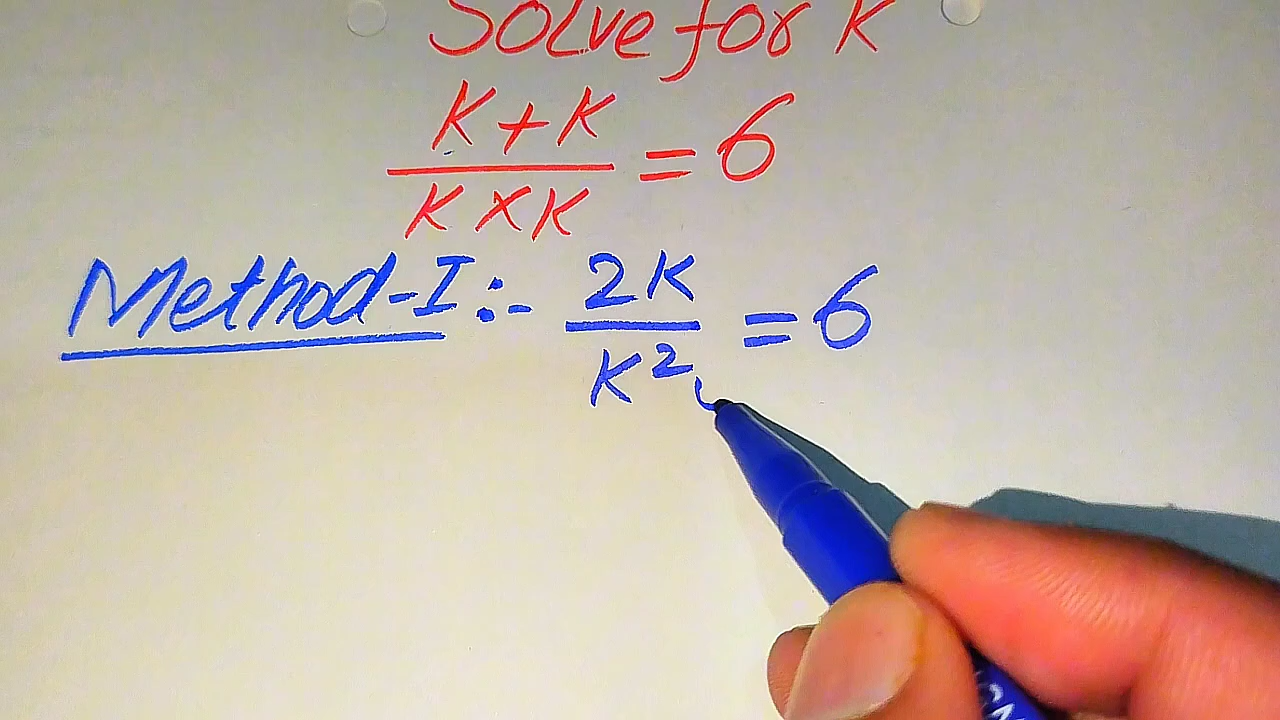 Solve for K
K + K / K × K = 6
Method-I :- 2K / K² = 6